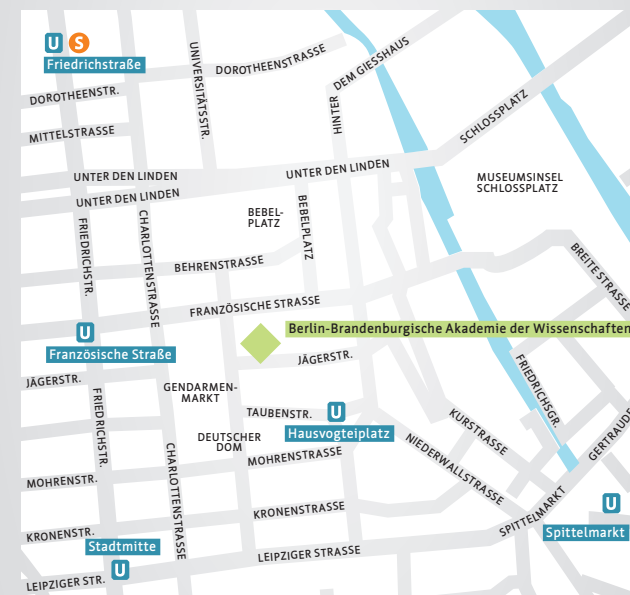 U S
Friedrichstraße
DOROTHEENSTR.
MITTELSTRASSE
UNIVERSITÄTSSTR.
DOROTHEENSTRASSE
HINTER DEM GIESSHAUS
SCHLOSSPLATZ
UNTER DEN LINDEN
UNTER DEN LINDEN
UNTER DEN LINDEN
MUSEUMSINSEL
SCHLOSSPLATZ
FRIEDRICHSTR.
CHARLOTTENSTRASSE
BEBEL-
PLATZ
BEBELPLATZ
BEHRENSTRASSE
BREITE STRASSE
FRANZÖSISCHE STRASSE
U
Französische Straße
Berlin-Brandenburgische Akademie der Wissenschaften
JÄGERSTR.
JÄGERSTR.
FRIEDRICHSGR.
GENDARMEN-
MARKT
FRIEDRICHSTR.
TAUBENSTR.
U
Hausvogteiplatz
KURSTRASSE
DEUTSCHER
DOM
CHARLOTTENSTRASSE
MOHRENSTRASSE
NIEDERWALLSTRASSE
GERTRAUDE
MOHRENSTR.
KRONENSTRASSE
SPITTELMARKT
U
Spittelmarkt
KRONENSTR.
Stadtmitte
U
LEIPZIGER STRASSE
LEIPZIGER STR.